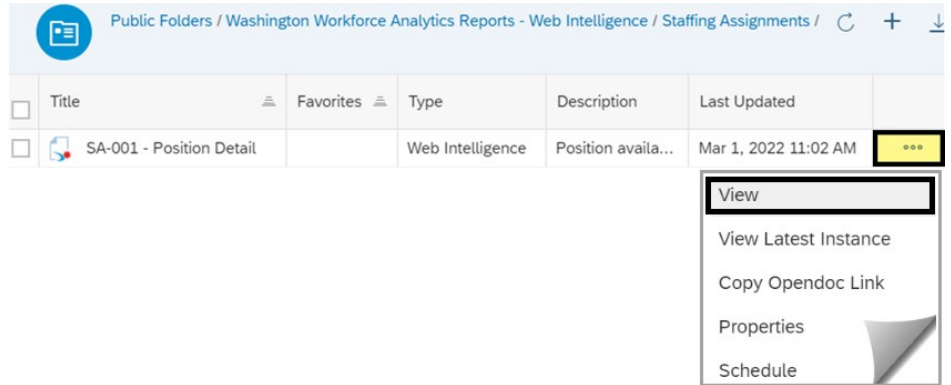 Public Folders / Washington Workforce Analytics Reports - Web Intelligence / Staffing Assignments /
Title Favorites Type Description Last Updated
SA-001 - Position Detail Web Intelligence Position availa... Mar 1, 2022 11:02 AM
View
View Latest Instance
Copy Opendoc Link
Properties
Schedule